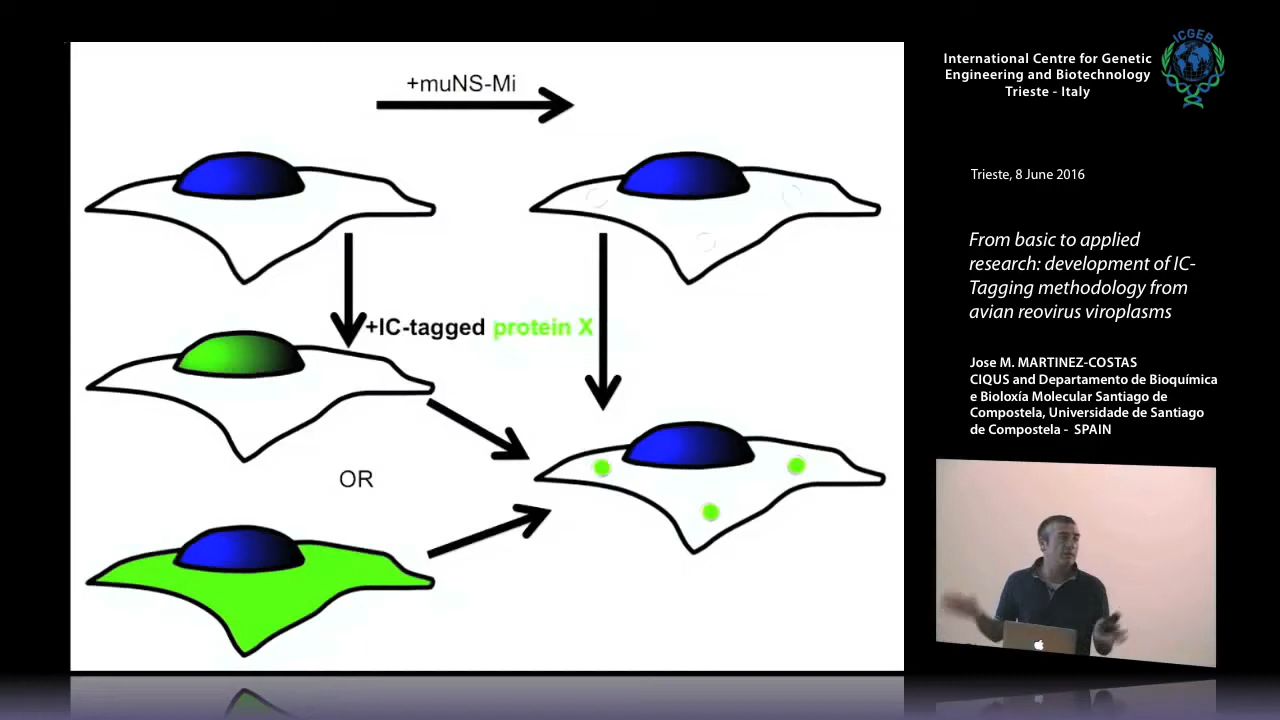 +muNS-Mi
+IC-tagged protein X
OR
ICGEB
International Centre for Genetic
Engineering and Biotechnology
Trieste - Italy
Trieste, 8 June 2016
From basic to applied
research: development of IC-
Tagging methodology from
avian reovirus viroplasms
Jose M. MARTINEZ-COSTAS
CIQUS and Departamento de Bioquímica
e Bioloxía Molecular Santiago de
Compostela, Universidade de Santiago
de Compostela - SPAIN